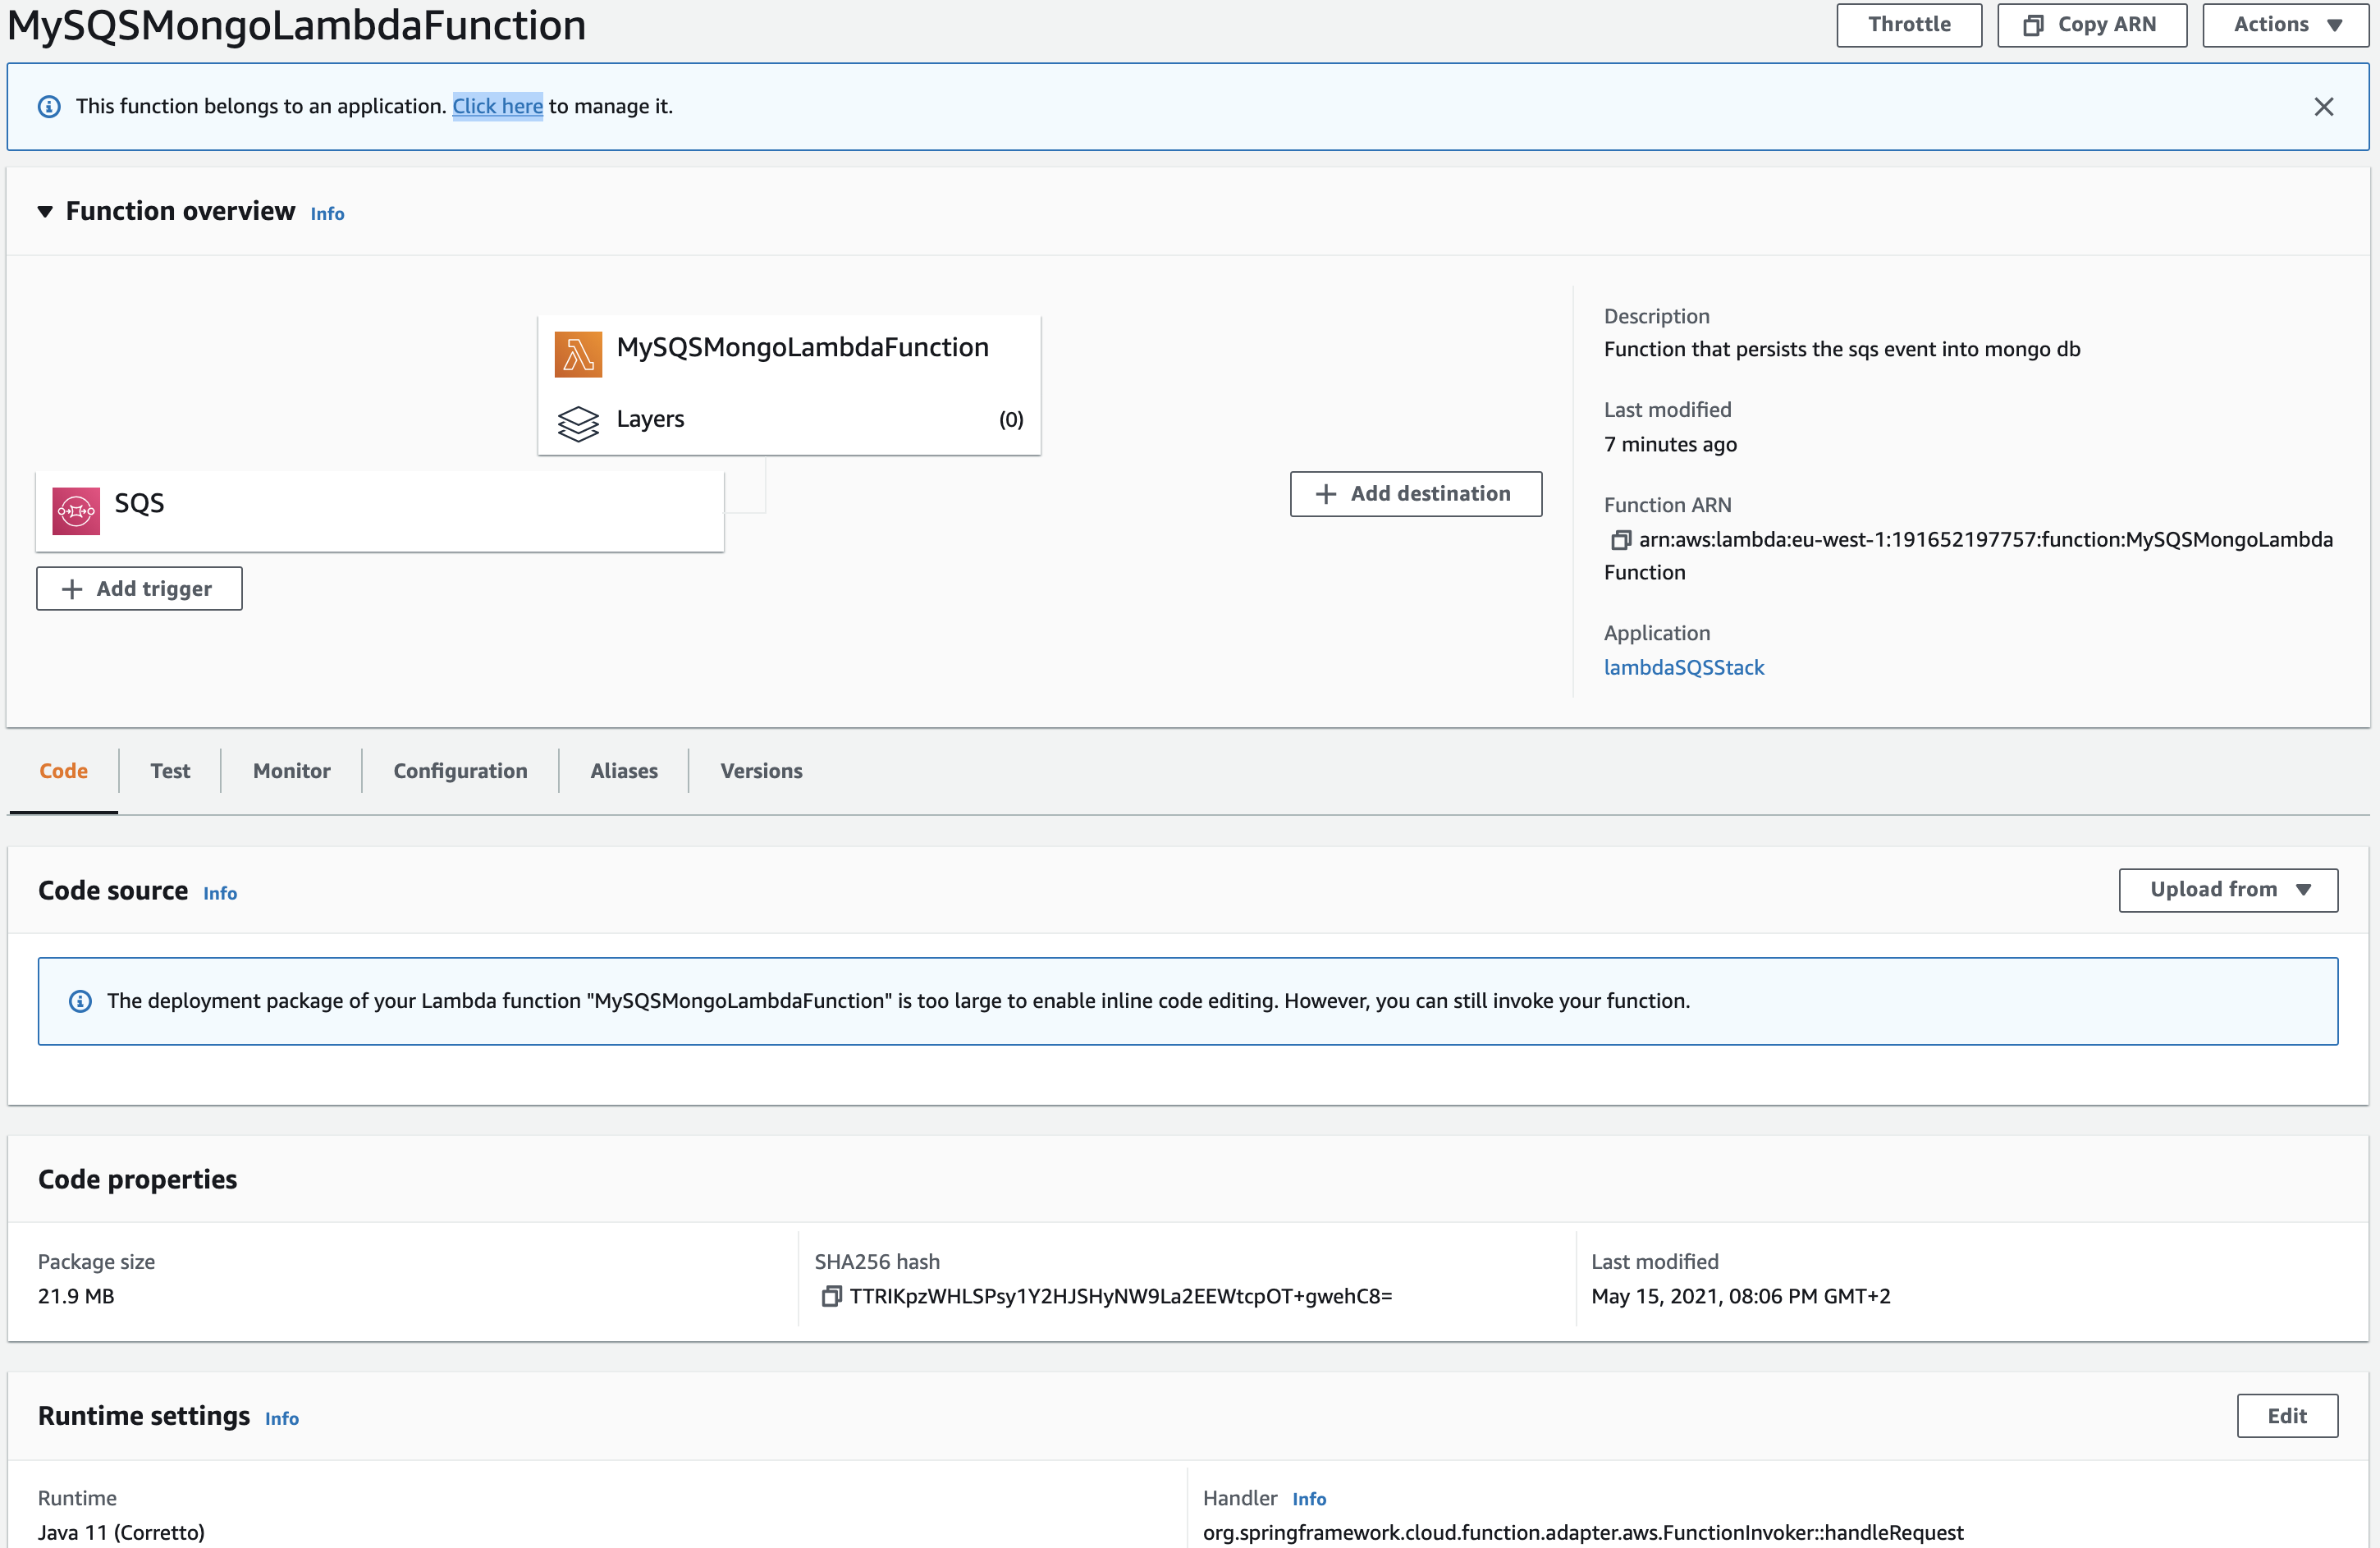 MySQSMongoLambdaFunction
Throttle
Copy ARN
Actions
This function belongs to an application. Click here to manage it.
Function overview Info
MySQSMongoLambdaFunction
Layers (0)
SQS
Add trigger
Add destination
Description
Function that persists the sqs event into mongo db
Last modified
7 minutes ago
Function ARN
arn:aws:lambda:eu-west-1:191652197757:function:MySQSMongoLambda
Function
Application
lambdaSQSStack
Code
Test
Monitor
Configuration
Aliases
Versions
Code source Info
Upload from
The deployment package of your Lambda function "MySQSMongoLambdaFunction" is too large to enable inline code editing. However, you can still invoke your function.
Code properties
Package size
21.9 MB
SHA256 hash
TTRIKpzWHLSPsy1Y2HJSHyNW9La2EEWtcpOT+gwehC8=
Last modified
May 15, 2021, 08:06 PM GMT+2
Runtime settings Info
Edit
Runtime
Java 11 (Corretto)
Handler Info
org.springframework.cloud.function.adapter.aws.FunctionInvoker::handleRequest